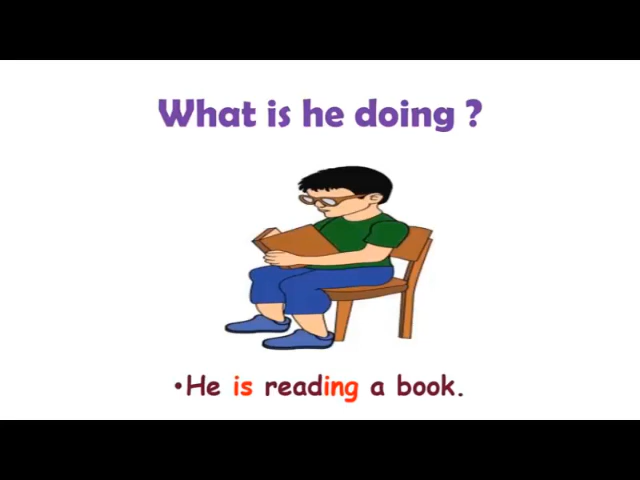 What is he doing ?
•He is reading a book.